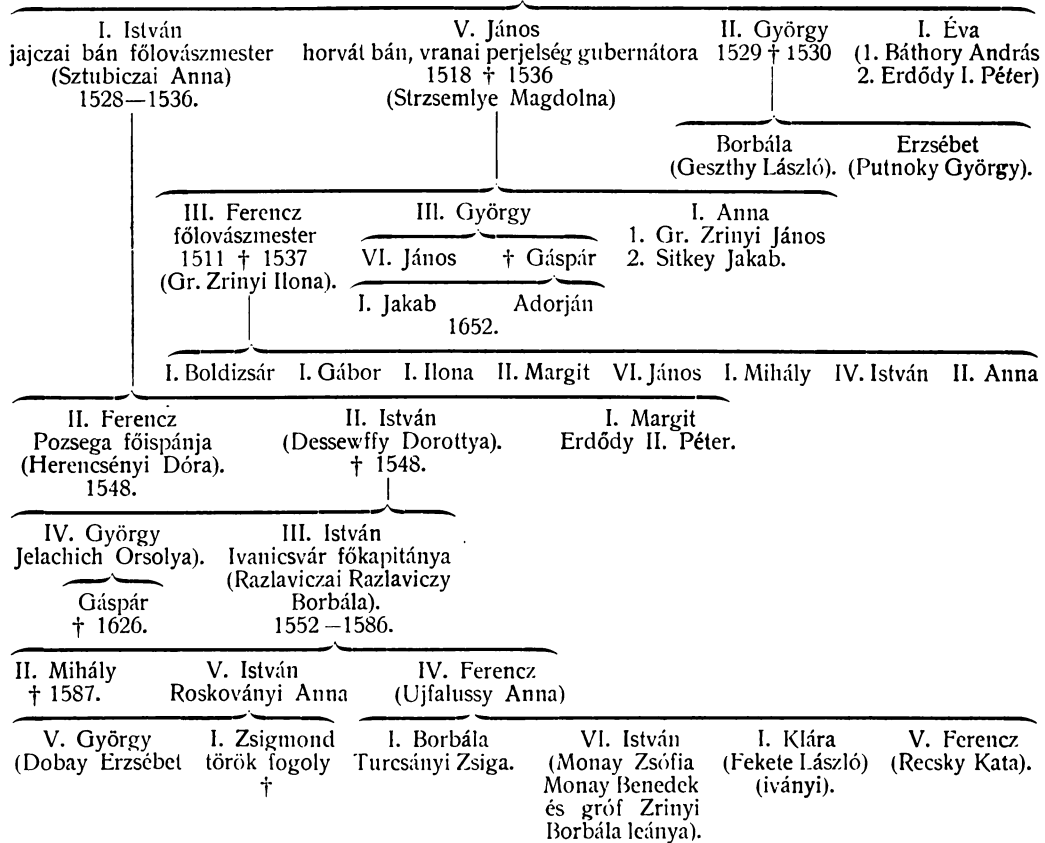 I. István V. János II. György I. Éva
jajczai bán főlovászmester horvát bán, vranai perjelség gubernátora 1529 † 1530 (1. Báthory András
(Sztubiczai Anna) 1518 † 1536 2. Erdődy I. Péter)
1528—1536. (Strzsemlye Magdolna)
Borbála Erzsébet
(Geszthy László). (Putnoky György).
III. Ferencz III. György I. Anna
főlovászmester 1. Gr. Zrinyi János
1511 † 1537 VI. János † Gáspár 2. Sitkey Jakab.
(Gr. Zrinyi Ilona).
I. Jakab Adorján
1652.
I. Boldizsár I. Gábor I. Ilona II. Margit VI. János I. Mihály IV. István II. Anna
II. Ferencz II. István I. Margit
Pozsega főispánja (Dessewffy Dorottya). Erdődy II. Péter.
(Herencsényi Dóra). † 1548.
1548.
IV. György III. István
Jelachich Orsolya). Ivanicsvár főkapitánya
(Razlaviczai Razlaviczy
Gáspár Borbála).
† 1626. 1552—1586.
II. Mihály V. István IV. Ferencz
† 1587. Roskoványi Anna (Ujfalussy Anna)
V. György I. Zsigmond I. Borbála VI. István I. Klára V. Ferencz
(Dobay Erzsébet török fogoly Turcsányi Zsiga. (Monay Zsófia (Fekete László) (Recsky Kata).
† Monay Benedek (iványi).
és gróf Zrinyi
Borbála leánya).